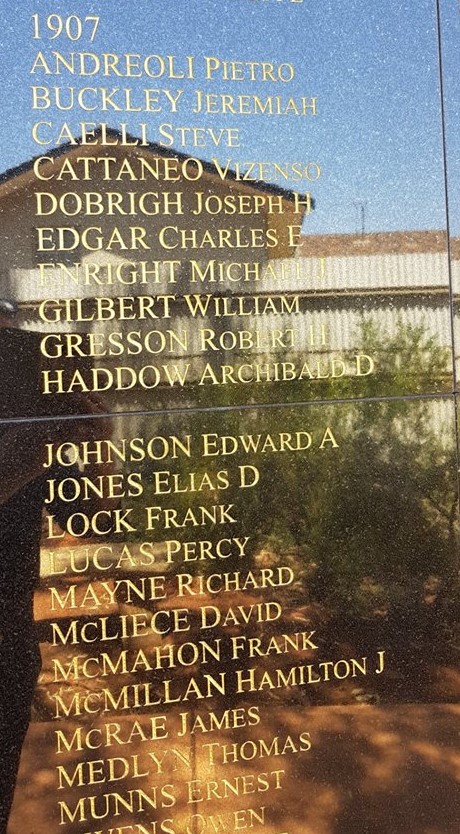 1907
ANDREOLI PIETRO
BUCKLEY JEREMIAH
CAELLI STEVE
CATTANEO VIZENSO
DOBRIGH JOSEPH H
EDGAR CHARLES E
ENRIGHT MICHAEL J
GILBERT WILLIAM
GRESSON ROBERT H
HADDOW ARCHIBALD D
JOHNSON EDWARD A
JONES ELIAS D
LOCK FRANK
LUCAS PERCY
MAYNE RICHARD
MCLIECE DAVID
MCMAHON FRANK
MCMILLAN HAMILTON J
MCRAE JAMES
MEDLYN THOMAS
MUNNS ERNEST
OWEN